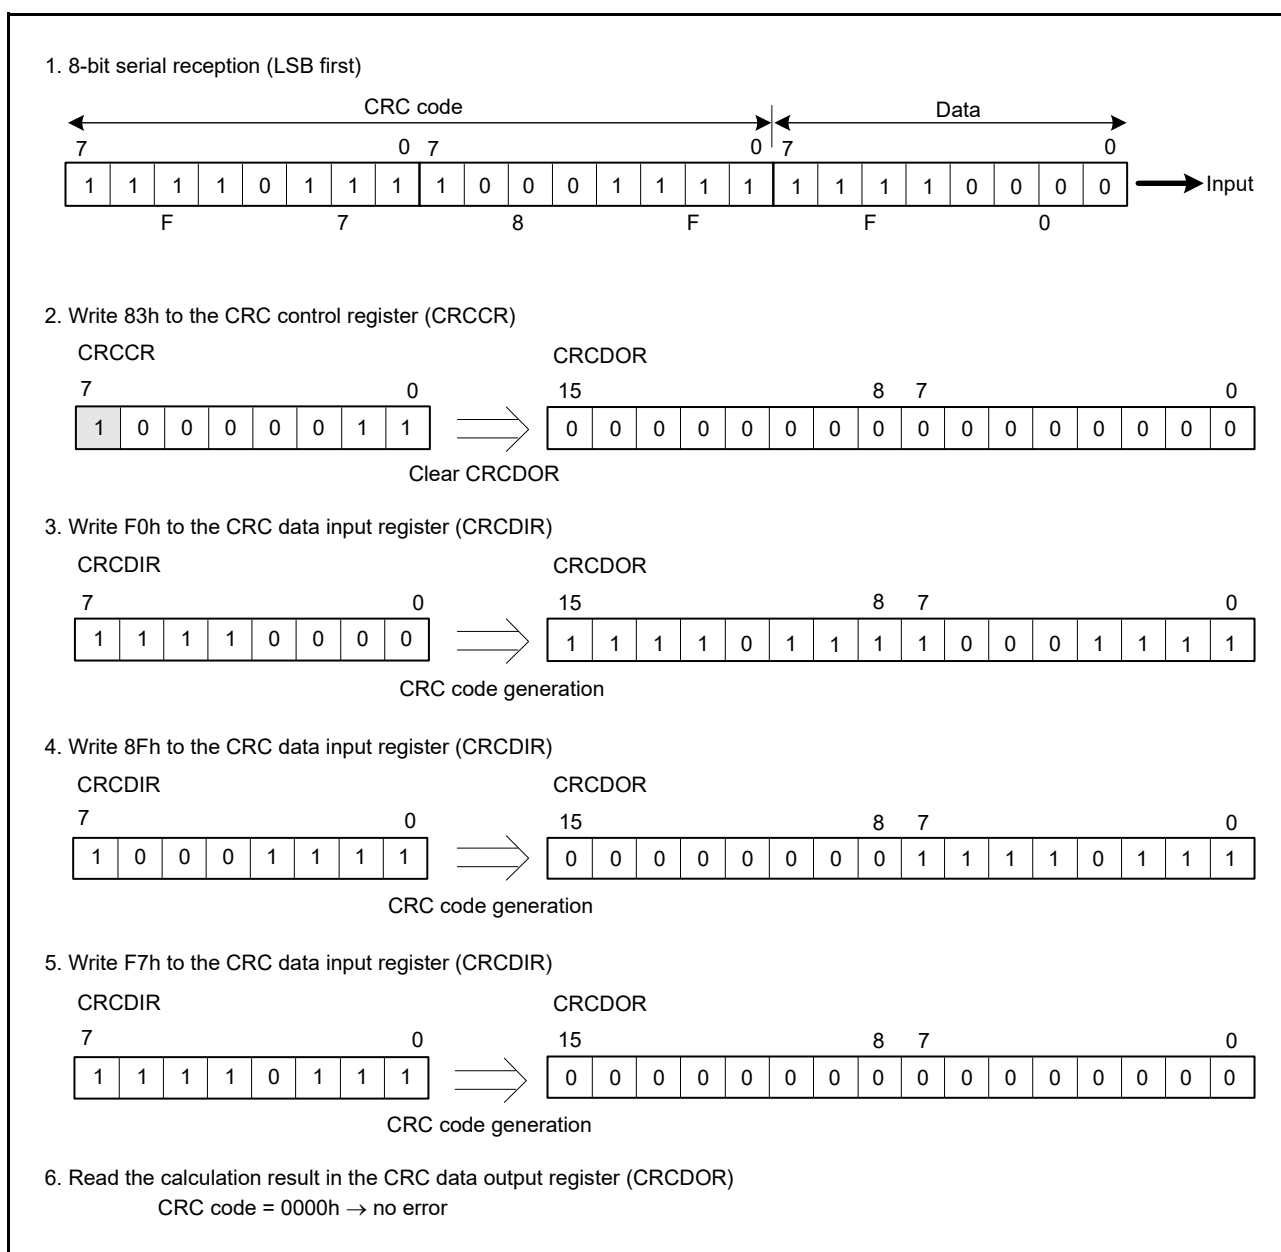 1. 8-bit serial reception (LSB first)
CRC code Data
7 0 7 0 7 0
1 1 1 1 0 1 1 1 1 0 0 0 1 1 1 1 1 1 1 1 0 0 0 0 Input
F 7 8 F F 0
2. Write 83h to the CRC control register (CRCCR)
CRCCR CRCDOR
7 0 15 8 7 0
1 0 0 0 0 0 1 1 0 0 0 0 0 0 0 0 0 0 0 0 0 0 0 0
Clear CRCDOR
3. Write F0h to the CRC data input register (CRCDIR)
CRCDIR CRCDOR
7 0 15 8 7 0
1 1 1 1 0 0 0 0 1 1 1 1 0 1 1 1 1 0 0 0 1 1 1 1
CRC code generation
4. Write 8Fh to the CRC data input register (CRCDIR)
CRCDIR CRCDOR
7 0 15 8 7 0
1 0 0 0 1 1 1 1 0 0 0 0 0 0 0 0 1 1 1 1 0 1 1 1
CRC code generation
5. Write F7h to the CRC data input register (CRCDIR)
CRCDIR CRCDOR
7 0 15 8 7 0
1 1 1 1 0 1 1 1 0 0 0 0 0 0 0 0 0 0 0 0 0 0 0 0
CRC code generation
6. Read the calculation result in the CRC data output register (CRCDOR)
CRC code = 0000h → no error